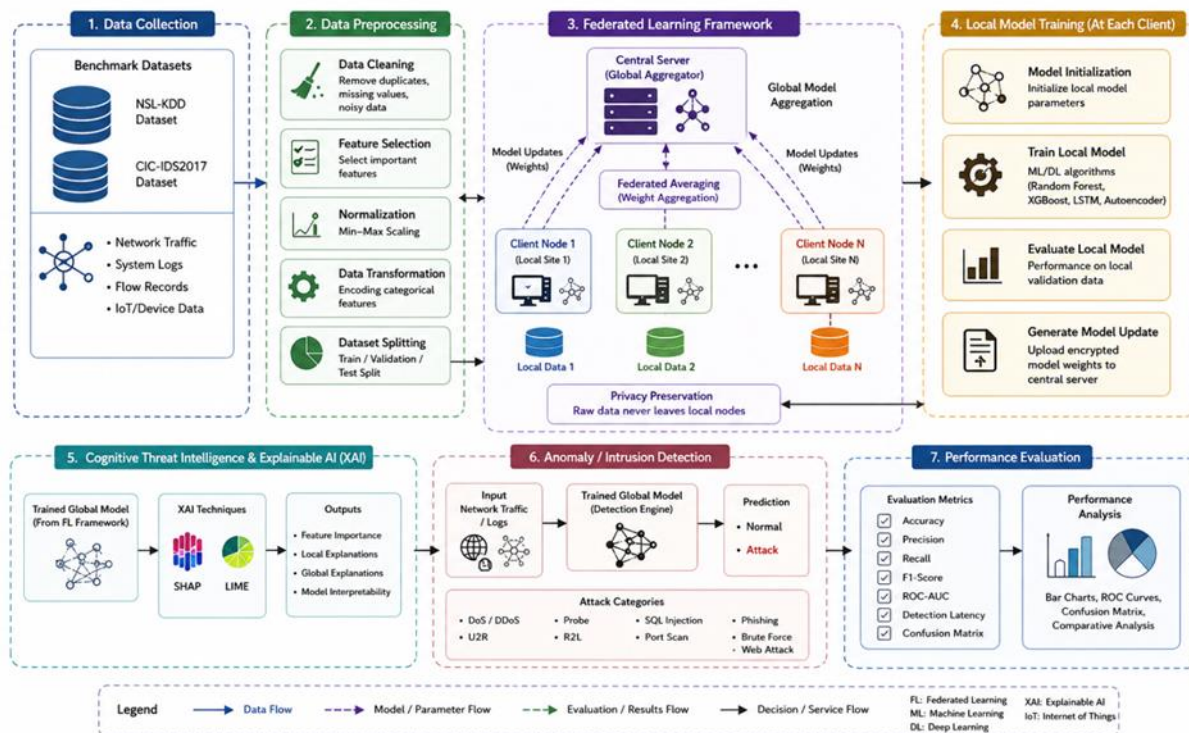 1. Data Collection
Benchmark Datasets
NSL-KDD
Dataset
CIC-IDS2017
Dataset
• Network Traffic
• System Logs
• Flow Records
• IoT/Device Data
2. Data Preprocessing
Data Cleaning
Remove duplicates,
missing values,
noisy data
Feature Selection
Select important
features
Normalization
Min–Max Scaling
Data Transformation
Encoding categorical
features
Dataset Splitting
Train / Validation /
Test Split
3. Federated Learning Framework
Central Server
(Global Aggregator)
Global Model
Aggregation
Model Updates
(Weights)
Model Updates
(Weights)
Federated Averaging
(Weight Aggregation)
Client Node 1
(Local Site 1)
Client Node 2
(Local Site 2)
•••
Client Node N
(Local Site N)
Local Data 1
Local Data 2
Local Data N
Privacy Preservation
Raw data never leaves local nodes
4. Local Model Training (At Each Client)
Model Initialization
Initialize local model
parameters
Train Local Model
ML/DL algorithms
(Random Forest,
XGBoost, LSTM, Autoencoder)
Evaluate Local Model
Performance on local
validation data
Generate Model Update
Upload encrypted
model weights to
central server
5. Cognitive Threat Intelligence & Explainable AI (XAI)
Trained Global Model
(From FL Framework)
XAI Techniques
SHAP
LIME
Outputs
• Feature Importance
• Local Explanations
• Global Explanations
• Model Interpretability
6. Anomaly / Intrusion Detection
Input
Network Traffic
/ Logs
Trained Global Model
(Detection Engine)
Prediction
• Normal
• Attack
Attack Categories
• DoS / DDoS
• Probe
• SQL Injection
• Phishing
• U2R
• R2L
• Port Scan
• Brute Force
• Web Attack
7. Performance Evaluation
Evaluation Metrics
Accuracy
Precision
Recall
F1-Score
ROC-AUC
Detection Latency
Confusion Matrix
Performance
Analysis
Bar Charts, ROC Curves,
Confusion Matrix,
Comparative Analysis
Legend
Data Flow
Model / Parameter Flow
Evaluation / Results Flow
Decision / Service Flow
FL: Federated Learning
ML: Machine Learning
DL: Deep Learning
XAI: Explainable AI
IoT: Internet of Things